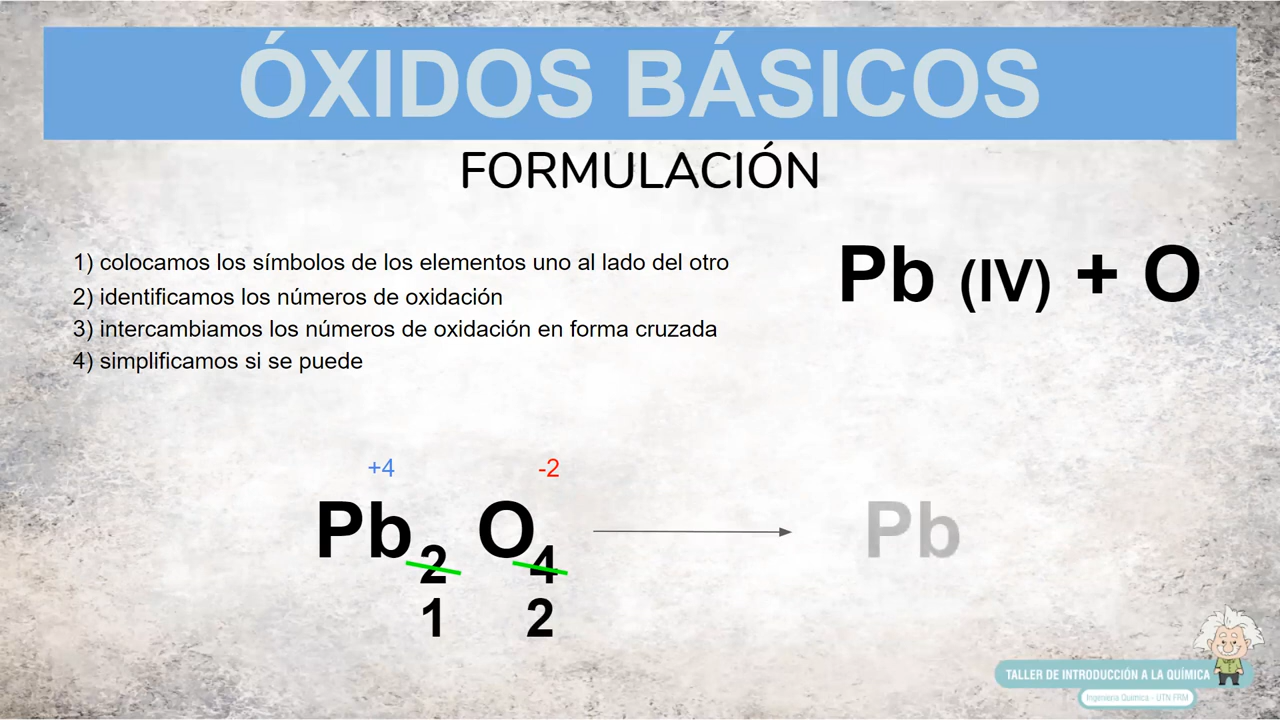 ÓXIDOS BÁSICOS
FORMULACIÓN
1) colocamos los símbolos de los elementos uno al lado del otro
2) identificamos los números de oxidación
3) intercambiamos los números de oxidación en forma cruzada
4) simplificamos si se puede
Pb (IV) + O
+4 -2
Pb2 O4
Pb
1 2
TALLER DE INTRODUCCIÓN A LA QUÍMICA
Ingeniería Química - UTN FRM